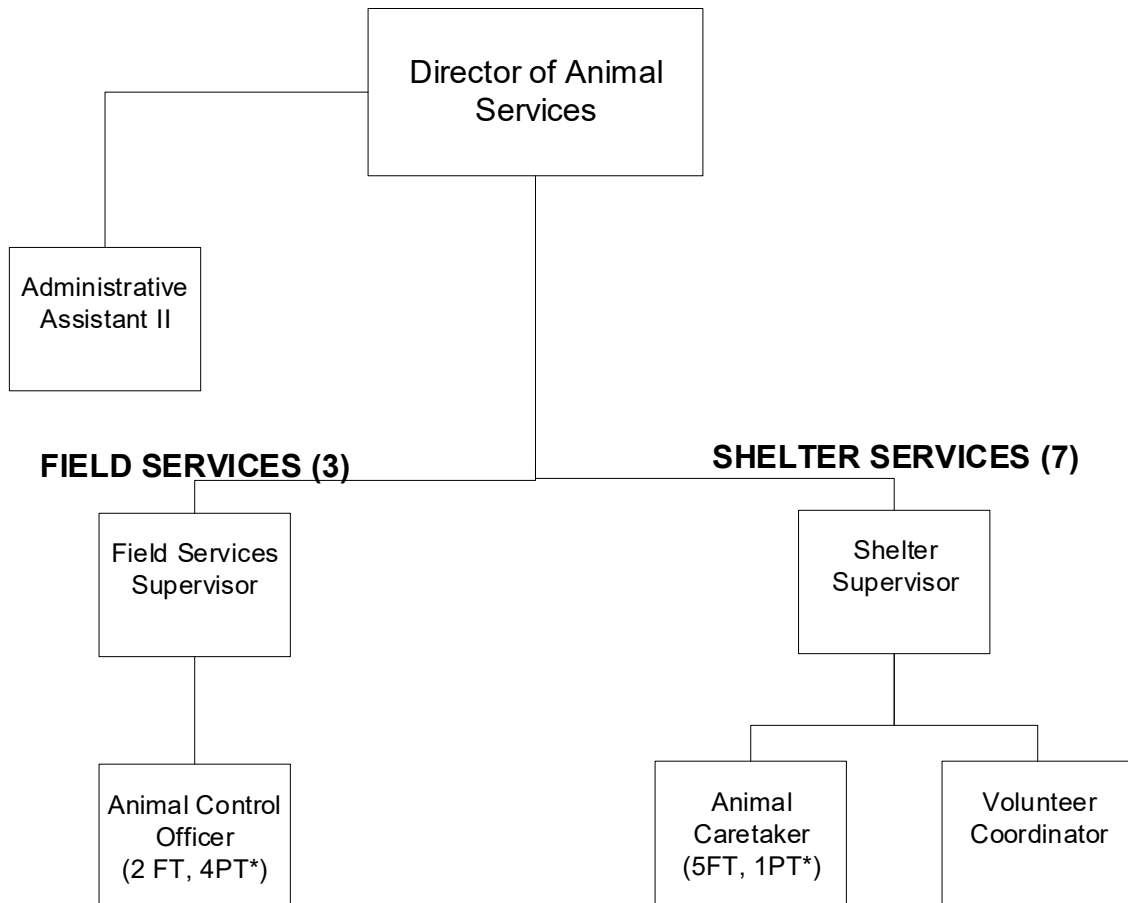 Director of Animal
Services
Administrative
Assistant II
FIELD SERVICES (3)
SHELTER SERVICES (7)
Field Services
Supervisor
Shelter
Supervisor
Animal Control
Officer
(2 FT, 4PT*)
Animal
Caretaker
(5FT, 1PT*)
Volunteer
Coordinator